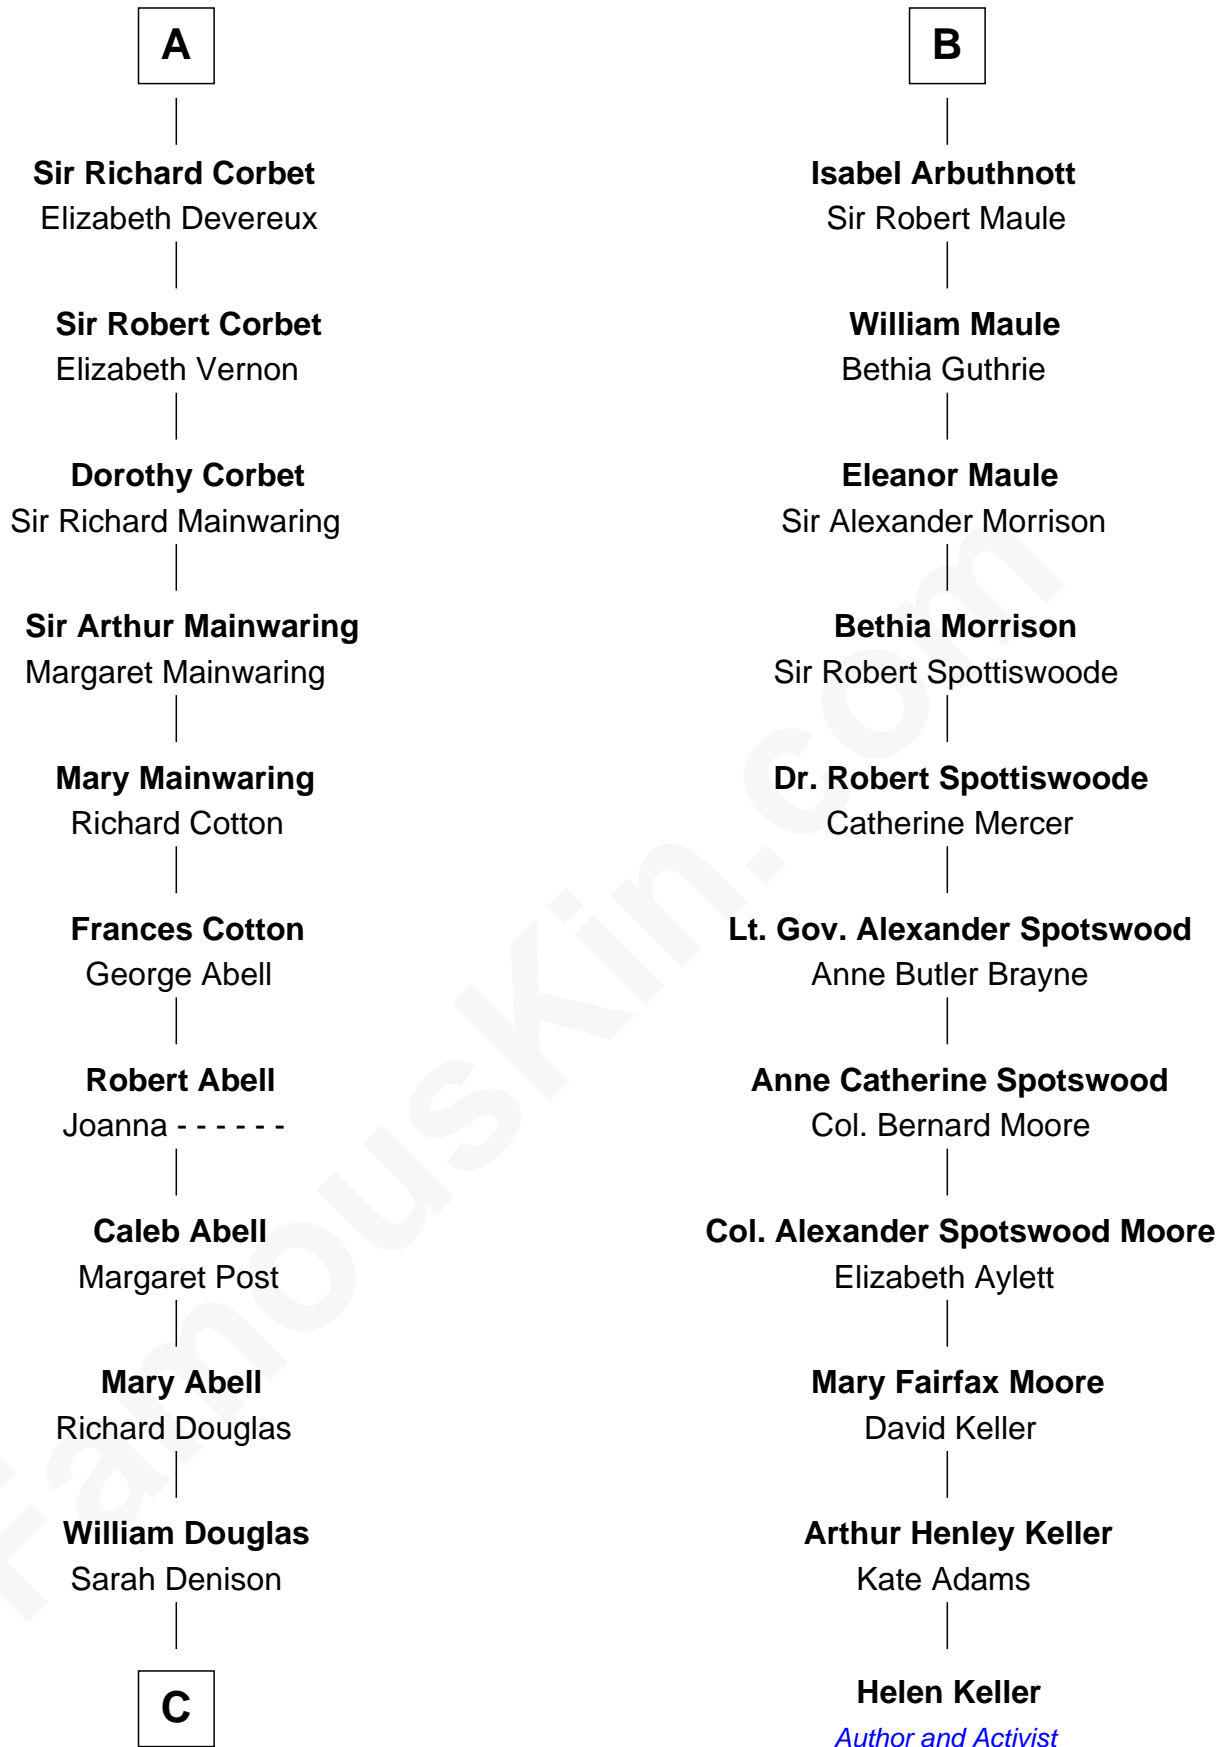 A
Sir Richard Corbet
Elizabeth Devereux
Sir Robert Corbet
Elizabeth Vernon
Dorothy Corbet
Sir Richard Mainwaring
Sir Arthur Mainwaring
Margaret Mainwaring
Mary Mainwaring
Richard Cotton
Frances Cotton
George Abell
Robert Abell
Joanna - - - - - -
Caleb Abell
Margaret Post
Mary Abell
Richard Douglas
William Douglas
Sarah Denison
C
B
Isabel Arbuthnott
Sir Robert Maule
William Maule
Bethia Guthrie
Eleanor Maule
Sir Alexander Morrison
Bethia Morrison
Sir Robert Spottiswoode
Dr. Robert Spottiswoode
Catherine Mercer
Lt. Gov. Alexander Spotswood
Anne Butler Brayne
Anne Catherine Spotswood
Col. Bernard Moore
Col. Alexander Spotswood Moore
Elizabeth Aylett
Mary Fairfax Moore
David Keller
Arthur Henley Keller
Kate Adams
Helen Keller
Author and Activist
FamousKin.com